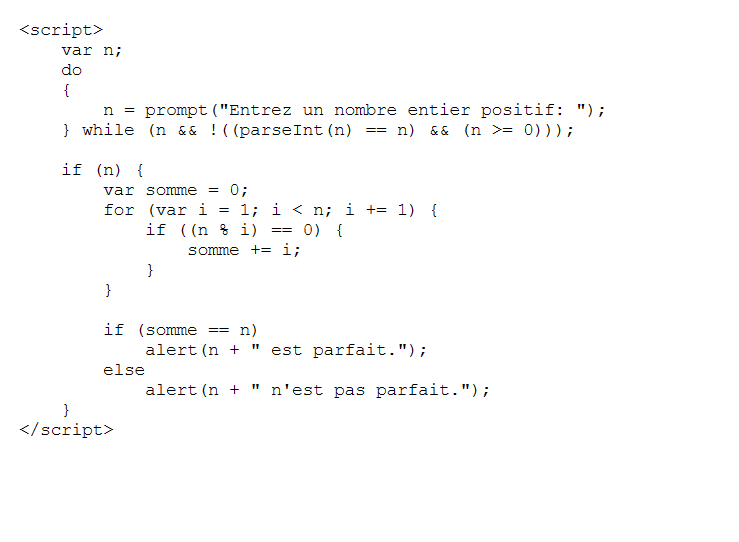 <script>
    var n;
    do
    {
        n = prompt("Entrez un nombre entier positif: ");
    } while (n && !((parseInt(n) == n) && (n >= 0)));

    if (n) {
        var somme = 0;
        for (var i = 1; i < n; i += 1) {
            if ((n % i) == 0) {
                somme += i;
            }
        }

        if (somme == n)
            alert(n + " est parfait.");
        else
            alert(n + " n'est pas parfait.");
    }
</script>